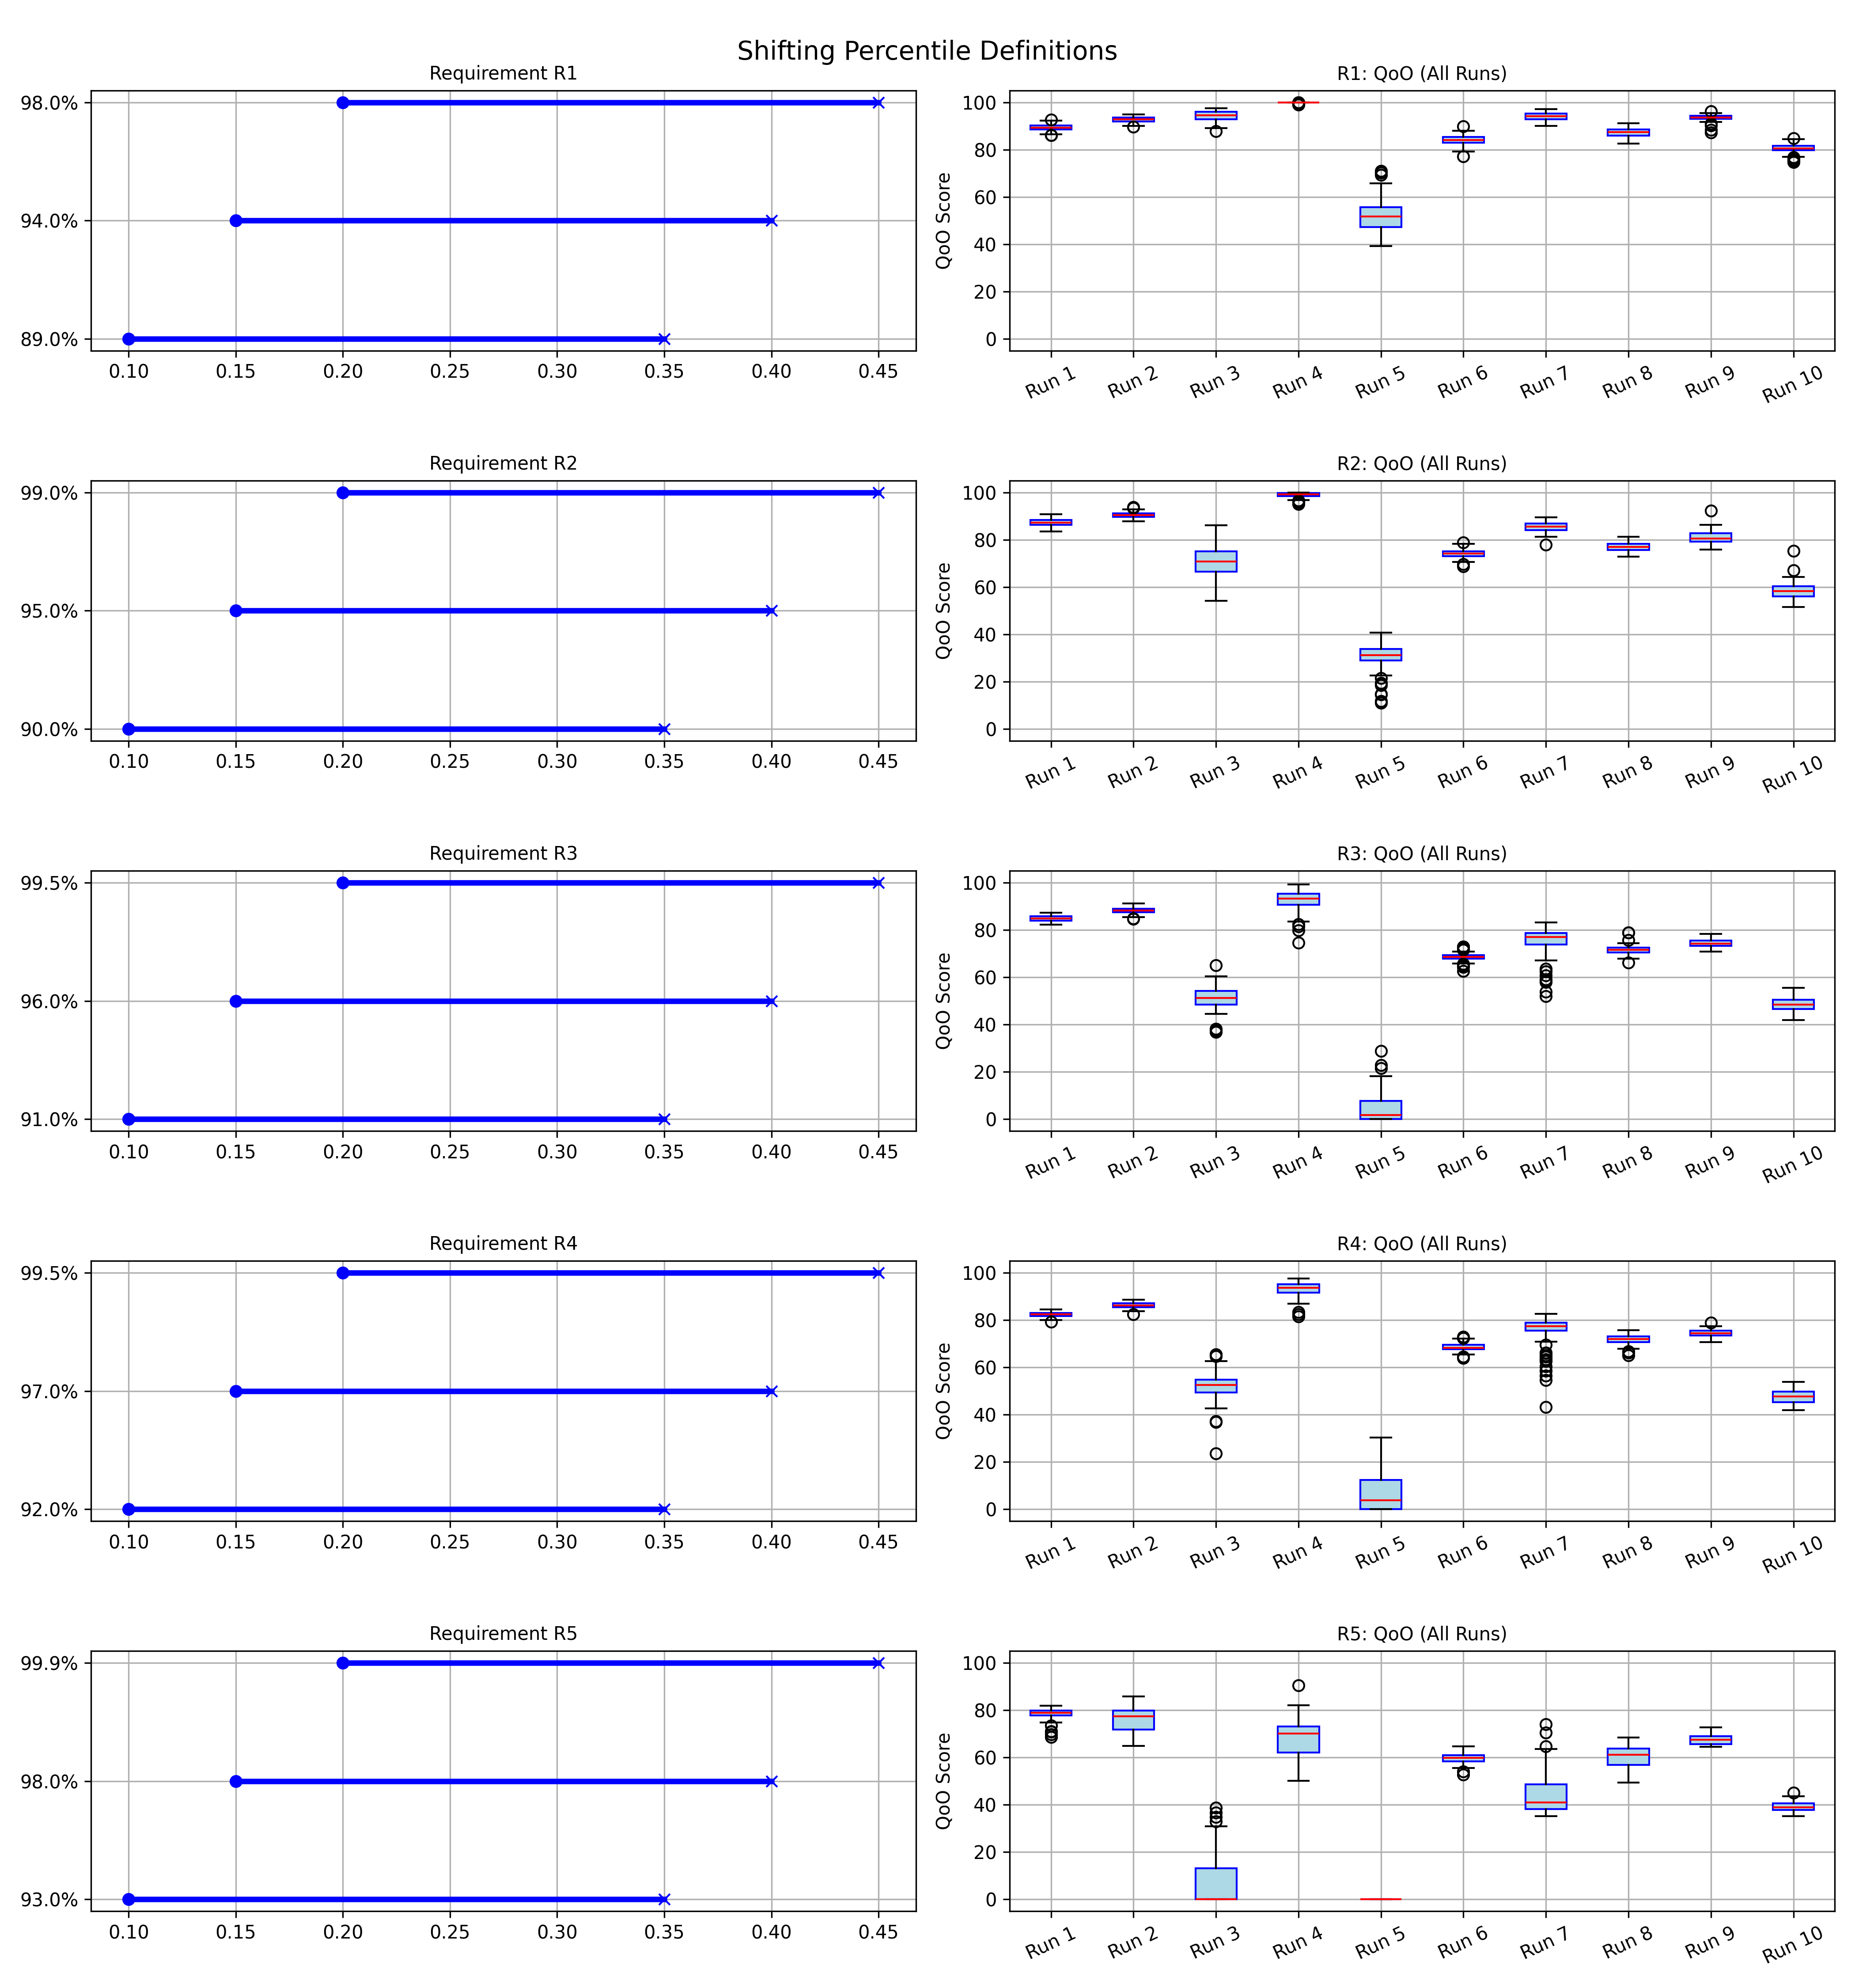 Shifting Percentile Definitions
Requirement R1
98.0%
94.0%
89.0%
0.10 0.15 0.20 0.25 0.30 0.35 0.40 0.45
R1: QoO (All Runs)
QoO Score
100
80
60
40
20
0
Run 1 Run 2 Run 3 Run 4 Run 5 Run 6 Run 7 Run 8 Run 9 Run 10
Requirement R2
99.0%
95.0%
90.0%
0.10 0.15 0.20 0.25 0.30 0.35 0.40 0.45
R2: QoO (All Runs)
QoO Score
100
80
60
40
20
0
Run 1 Run 2 Run 3 Run 4 Run 5 Run 6 Run 7 Run 8 Run 9 Run 10
Requirement R3
99.5%
96.0%
91.0%
0.10 0.15 0.20 0.25 0.30 0.35 0.40 0.45
R3: QoO (All Runs)
QoO Score
100
80
60
40
20
0
Run 1 Run 2 Run 3 Run 4 Run 5 Run 6 Run 7 Run 8 Run 9 Run 10
Requirement R4
99.5%
97.0%
92.0%
0.10 0.15 0.20 0.25 0.30 0.35 0.40 0.45
R4: QoO (All Runs)
QoO Score
100
80
60
40
20
0
Run 1 Run 2 Run 3 Run 4 Run 5 Run 6 Run 7 Run 8 Run 9 Run 10
Requirement R5
99.9%
98.0%
93.0%
0.10 0.15 0.20 0.25 0.30 0.35 0.40 0.45
R5: QoO (All Runs)
QoO Score
100
80
60
40
20
0
Run 1 Run 2 Run 3 Run 4 Run 5 Run 6 Run 7 Run 8 Run 9 Run 10